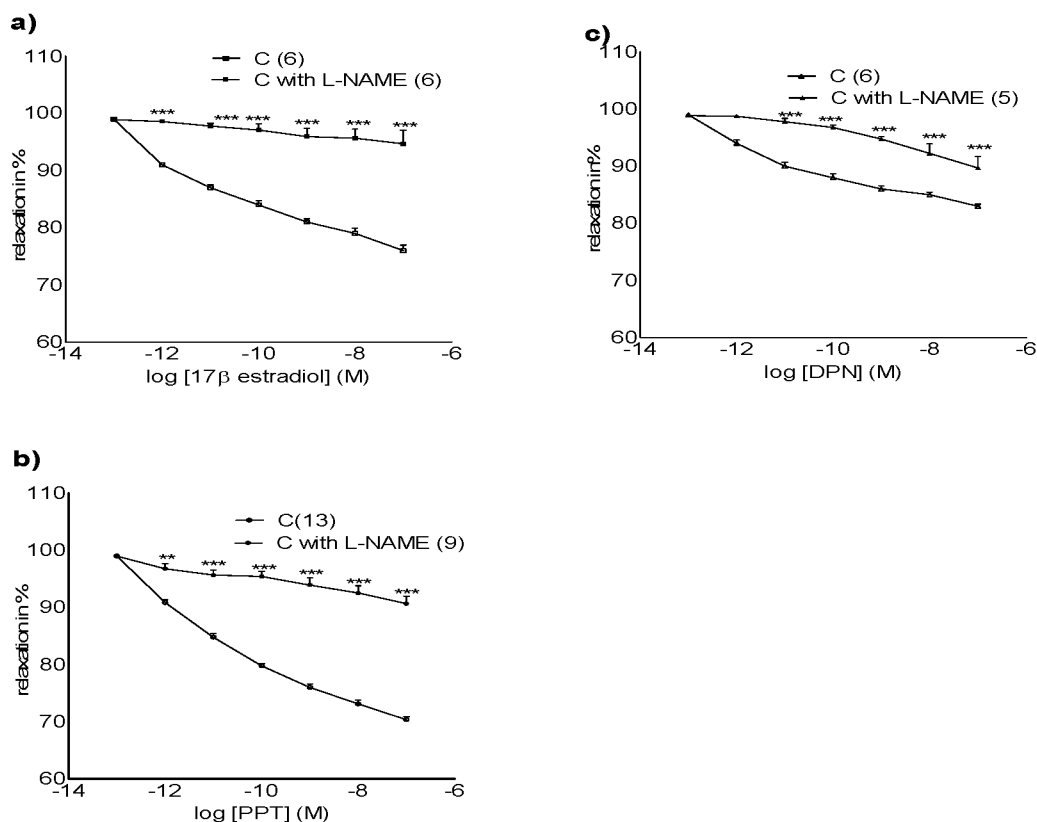 a)
110
C (6)
C with L-NAME (6)
100
*** *** *** *** *** ***
90
80
70
60
relaxation in %
-14 -12 -10 -8 -6
log [17β estradiol] (M)
c)
110
C (6)
C with L-NAME (5)
100
*** *** *** *** ***
90
80
70
60
relaxation in %
-14 -12 -10 -8 -6
log [DPN] (M)
b)
110
C(13)
C with L-NAME (9)
100
** *** *** *** *** ***
90
80
70
60
relaxation in %
-14 -12 -10 -8 -6
log [PPT] (M)